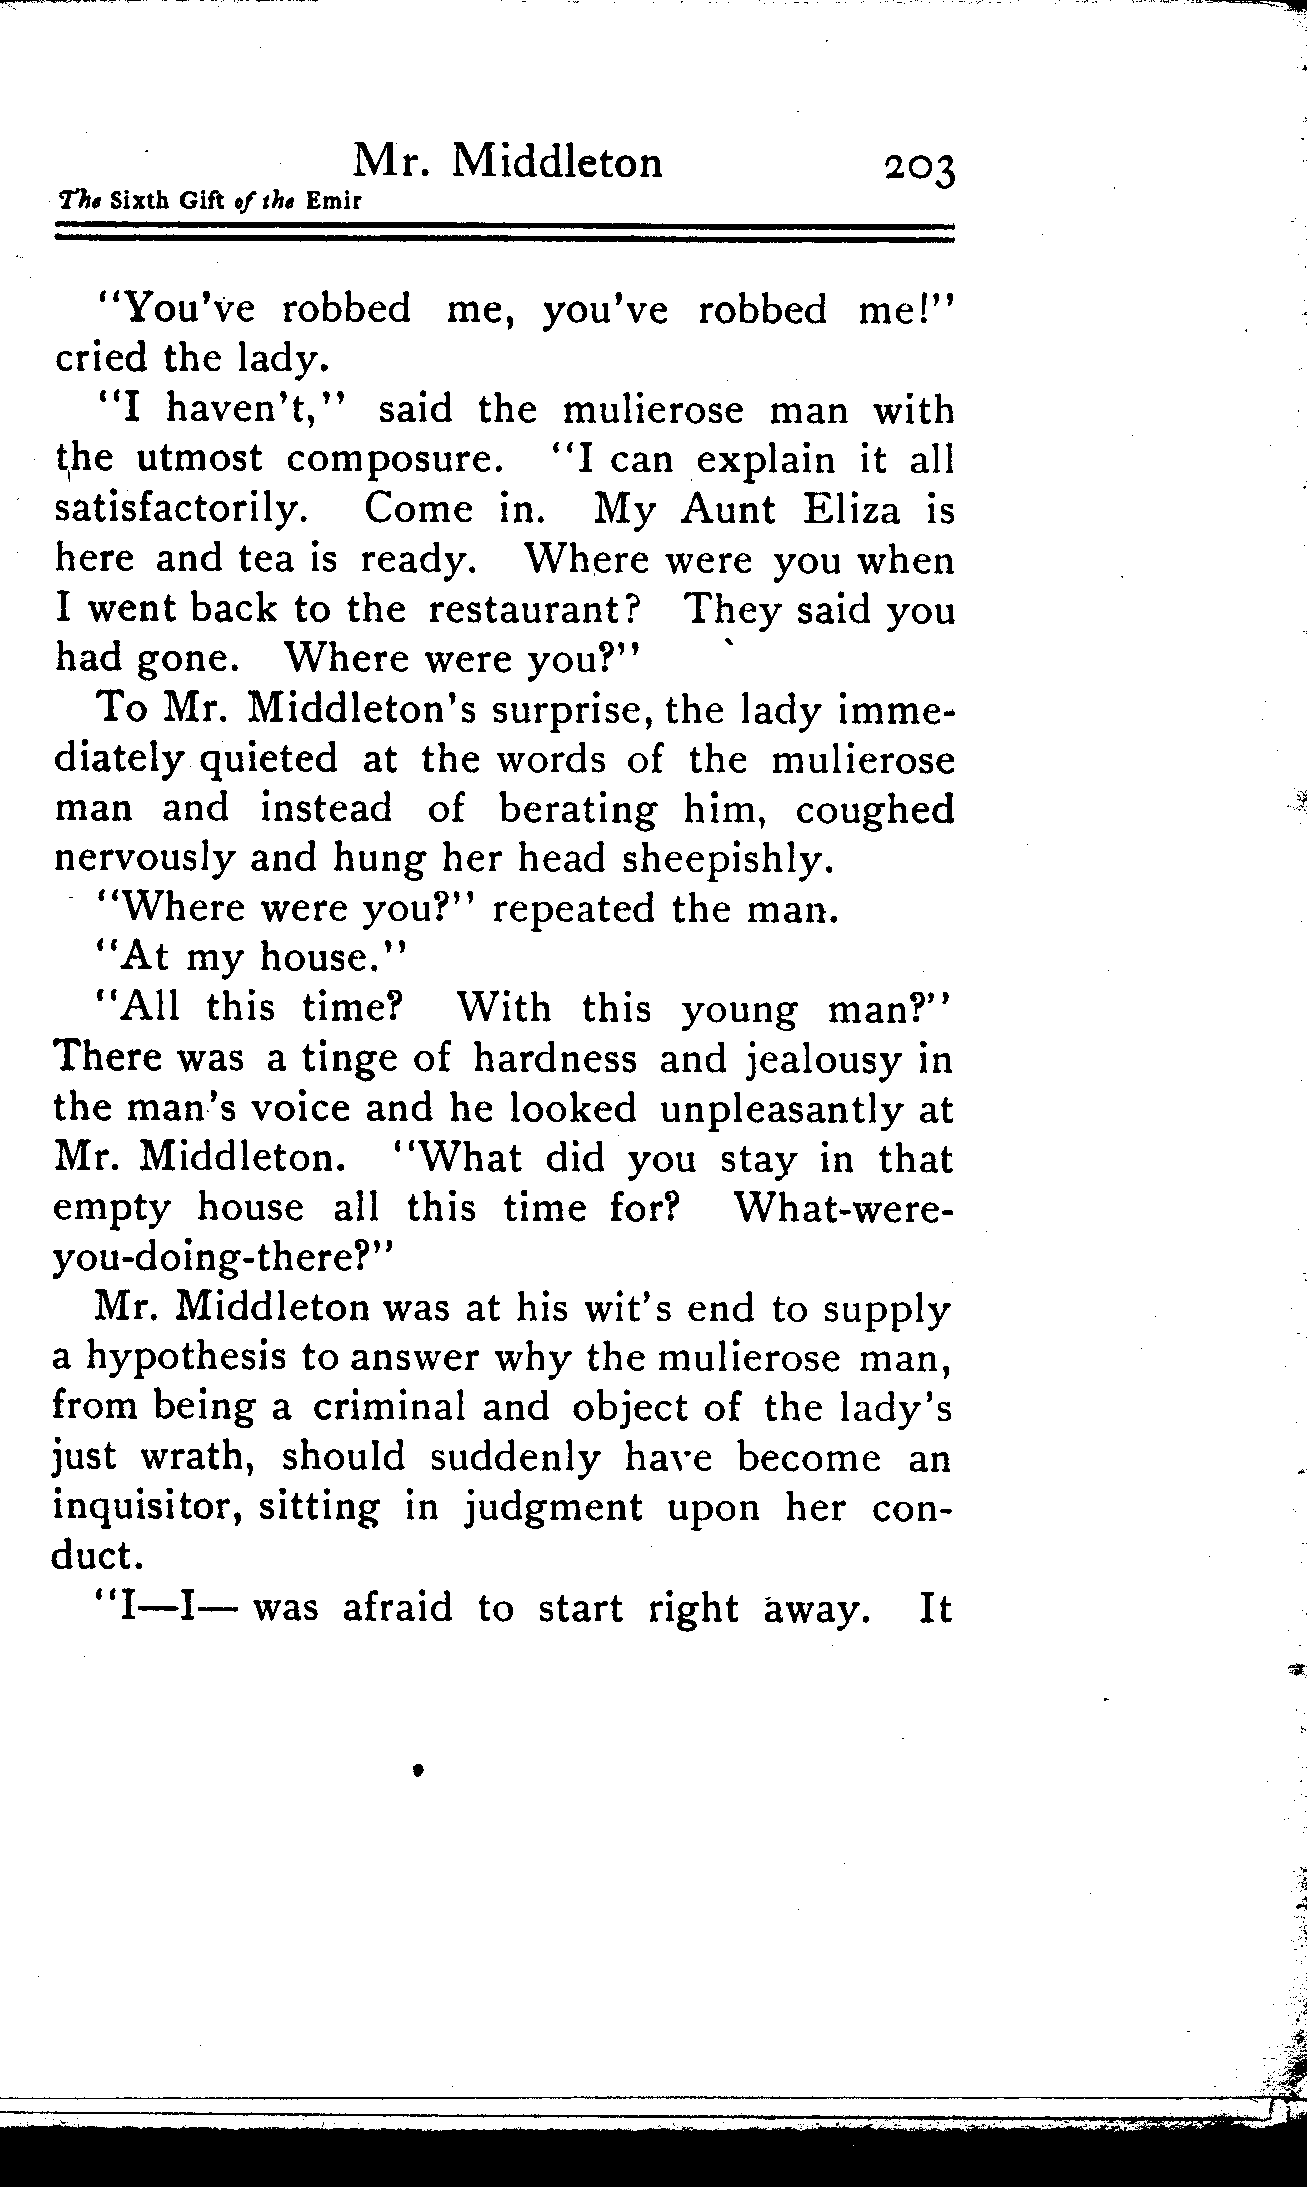 Mr. Middleton 203
The Sixth Gift of the Emir
"You've robbed me, you've robbed me!"
cried the lady.
"I haven't," said the mulierose man with
the utmost composure. "I can explain it all
satisfactorily. Come in. My Aunt Eliza is
here and tea is ready. Where were you when
I went back to the restaurant? They said you
had gone. Where were you?"
To Mr. Middleton's surprise, the lady imme-
diately quieted at the words of the mulierose
man and instead of berating him, coughed
nervously and hung her head sheepishly.
"Where were you?" repeated the man.
"At my house."
"All this time? With this young man?"
There was a tinge of hardness and jealousy in
the man's voice and he looked unpleasantly at
Mr. Middleton. "What did you stay in that
empty house all this time for? What-were-
you-doing-there?"
Mr. Middleton was at his wit's end to supply
a hypothesis to answer why the mulierose man,
from being a criminal and object of the lady's
just wrath, should suddenly have become an
inquisitor, sitting in judgment upon her con-
duct.
"I—I— was afraid to start right away. It